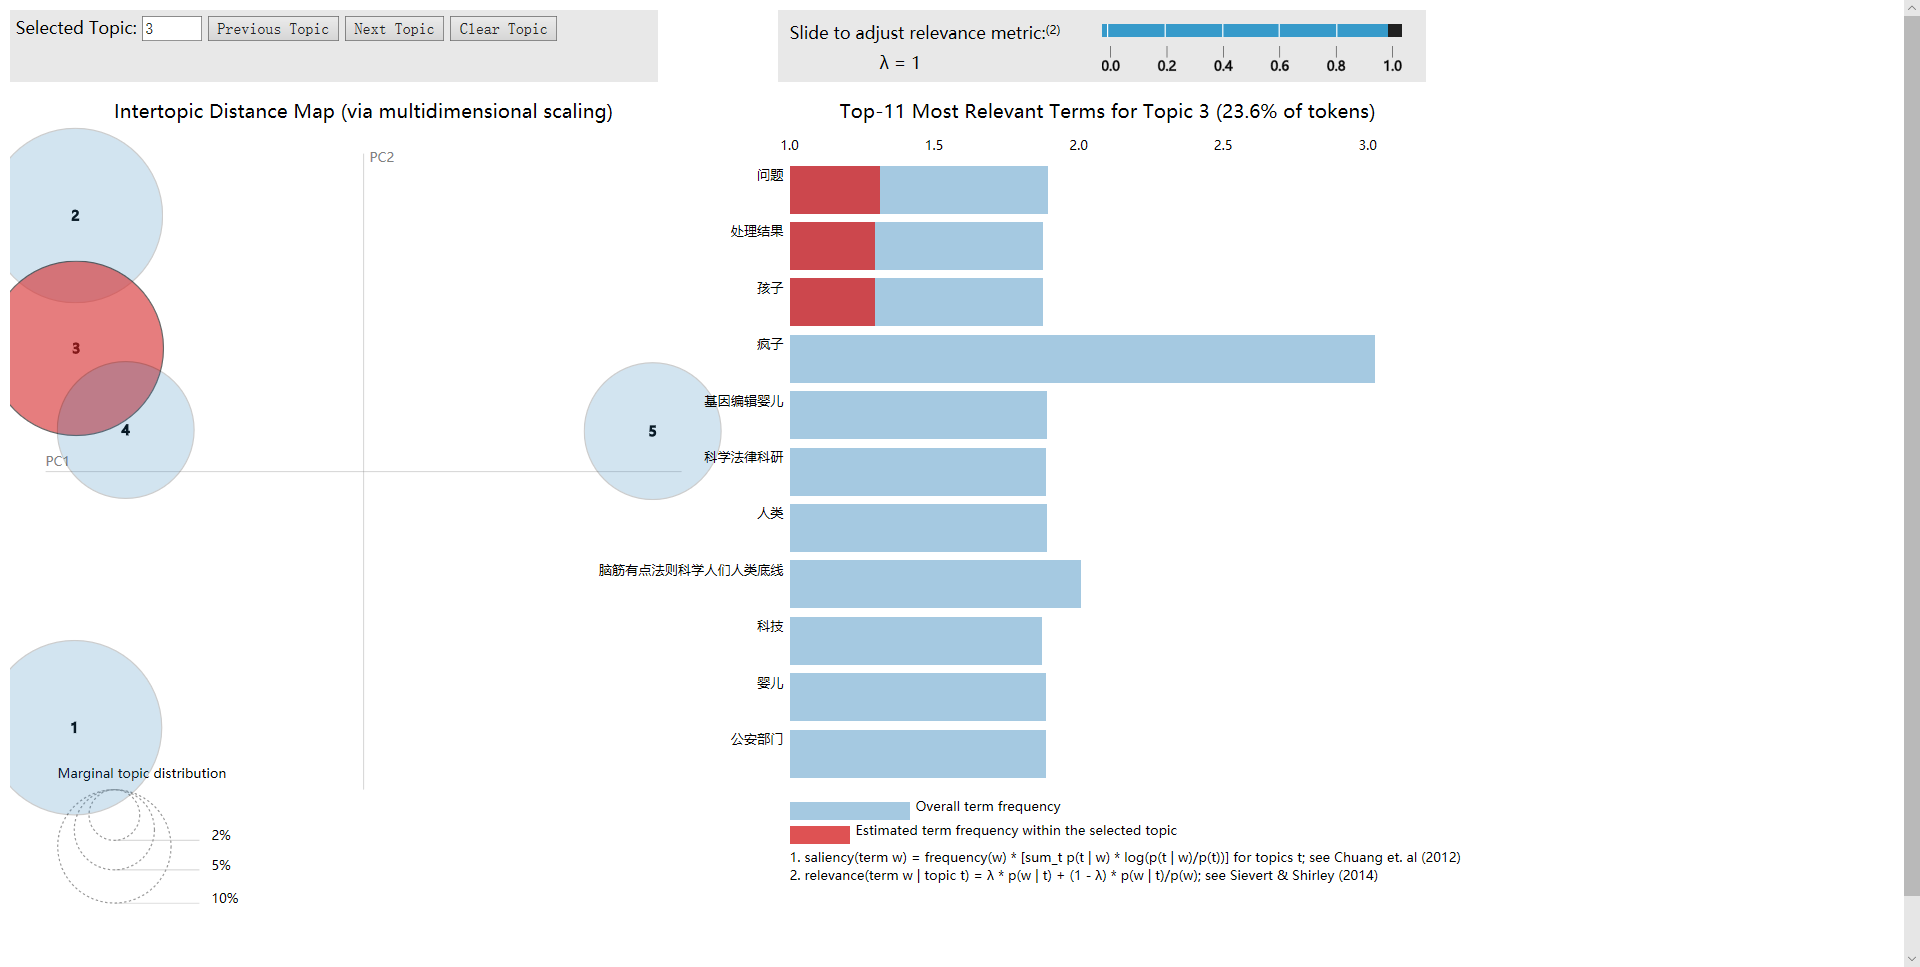 Selected Topic: 3 Previous Topic Next Topic Clear Topic
Slide to adjust relevance metric:(2)
λ = 1
0.0 0.2 0.4 0.6 0.8 1.0
Intertopic Distance Map (via multidimensional scaling)
PC2
2
3
4
5
PC1
1
Marginal topic distribution
2%
5%
10%
Top-11 Most Relevant Terms for Topic 3 (23.6% of tokens)
1.0 1.5 2.0 2.5 3.0
问题
处理结果
孩子
疯子
基因编辑婴儿
科学法律科研
人类
脑筋有点法则科学人们人类底线
科技
婴儿
公安部门
Overall term frequency
Estimated term frequency within the selected topic
1. saliency(term w) = frequency(w) * [sum_t p(t | w) * log(p(t | w)/p(t))] for topics t; see Chuang et. al (2012)
2. relevance(term w | topic t) = λ * p(w | t) + (1 - λ) * p(w | t)/p(w); see Sievert & Shirley (2014)